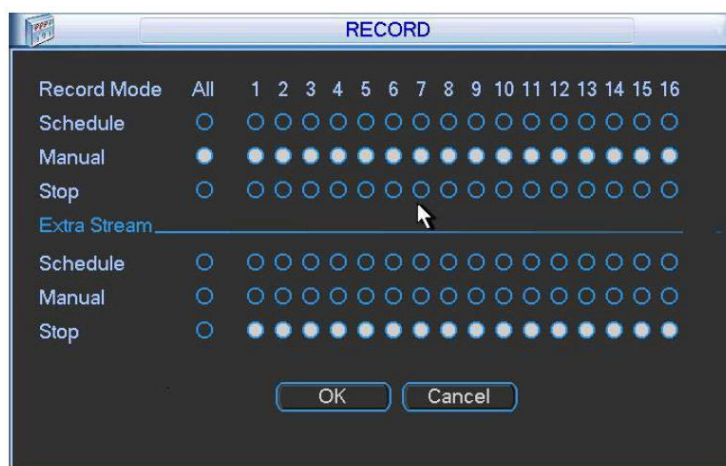 RECORD
Record Mode All 1 2 3 4 5 6 7 8 9 10 11 12 13 14 15 16
Schedule
Manual
Stop
Extra Stream
Schedule
Manual
Stop
OK Cancel